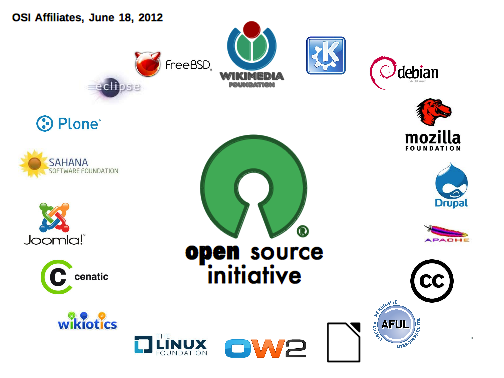 OSI Affiliates, June 18, 2012
WIKIMEDIA
FOUNDATION
FreeBSD
K
debian
eclipse
mozilla
FOUNDATION
Plone
SAHANA
SOFTWARE FOUNDATION
Drupal
Joomla!
APACHE
open source
initiative
®
C cenatic
cc
wikiotics
AFUL
THE
LINUX
FOUNDATION
OW2